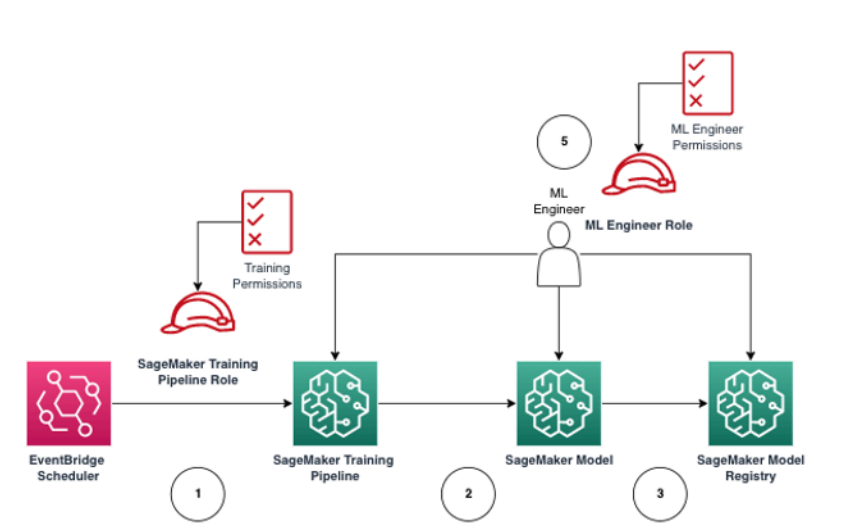 ML Engineer
Permissions
5
ML
Engineer
ML Engineer Role
Training
Permissions
SageMaker Training
Pipeline Role
EventBridge
Scheduler
SageMaker Training
Pipeline
SageMaker Model
SageMaker Model
Registry
1
2
3